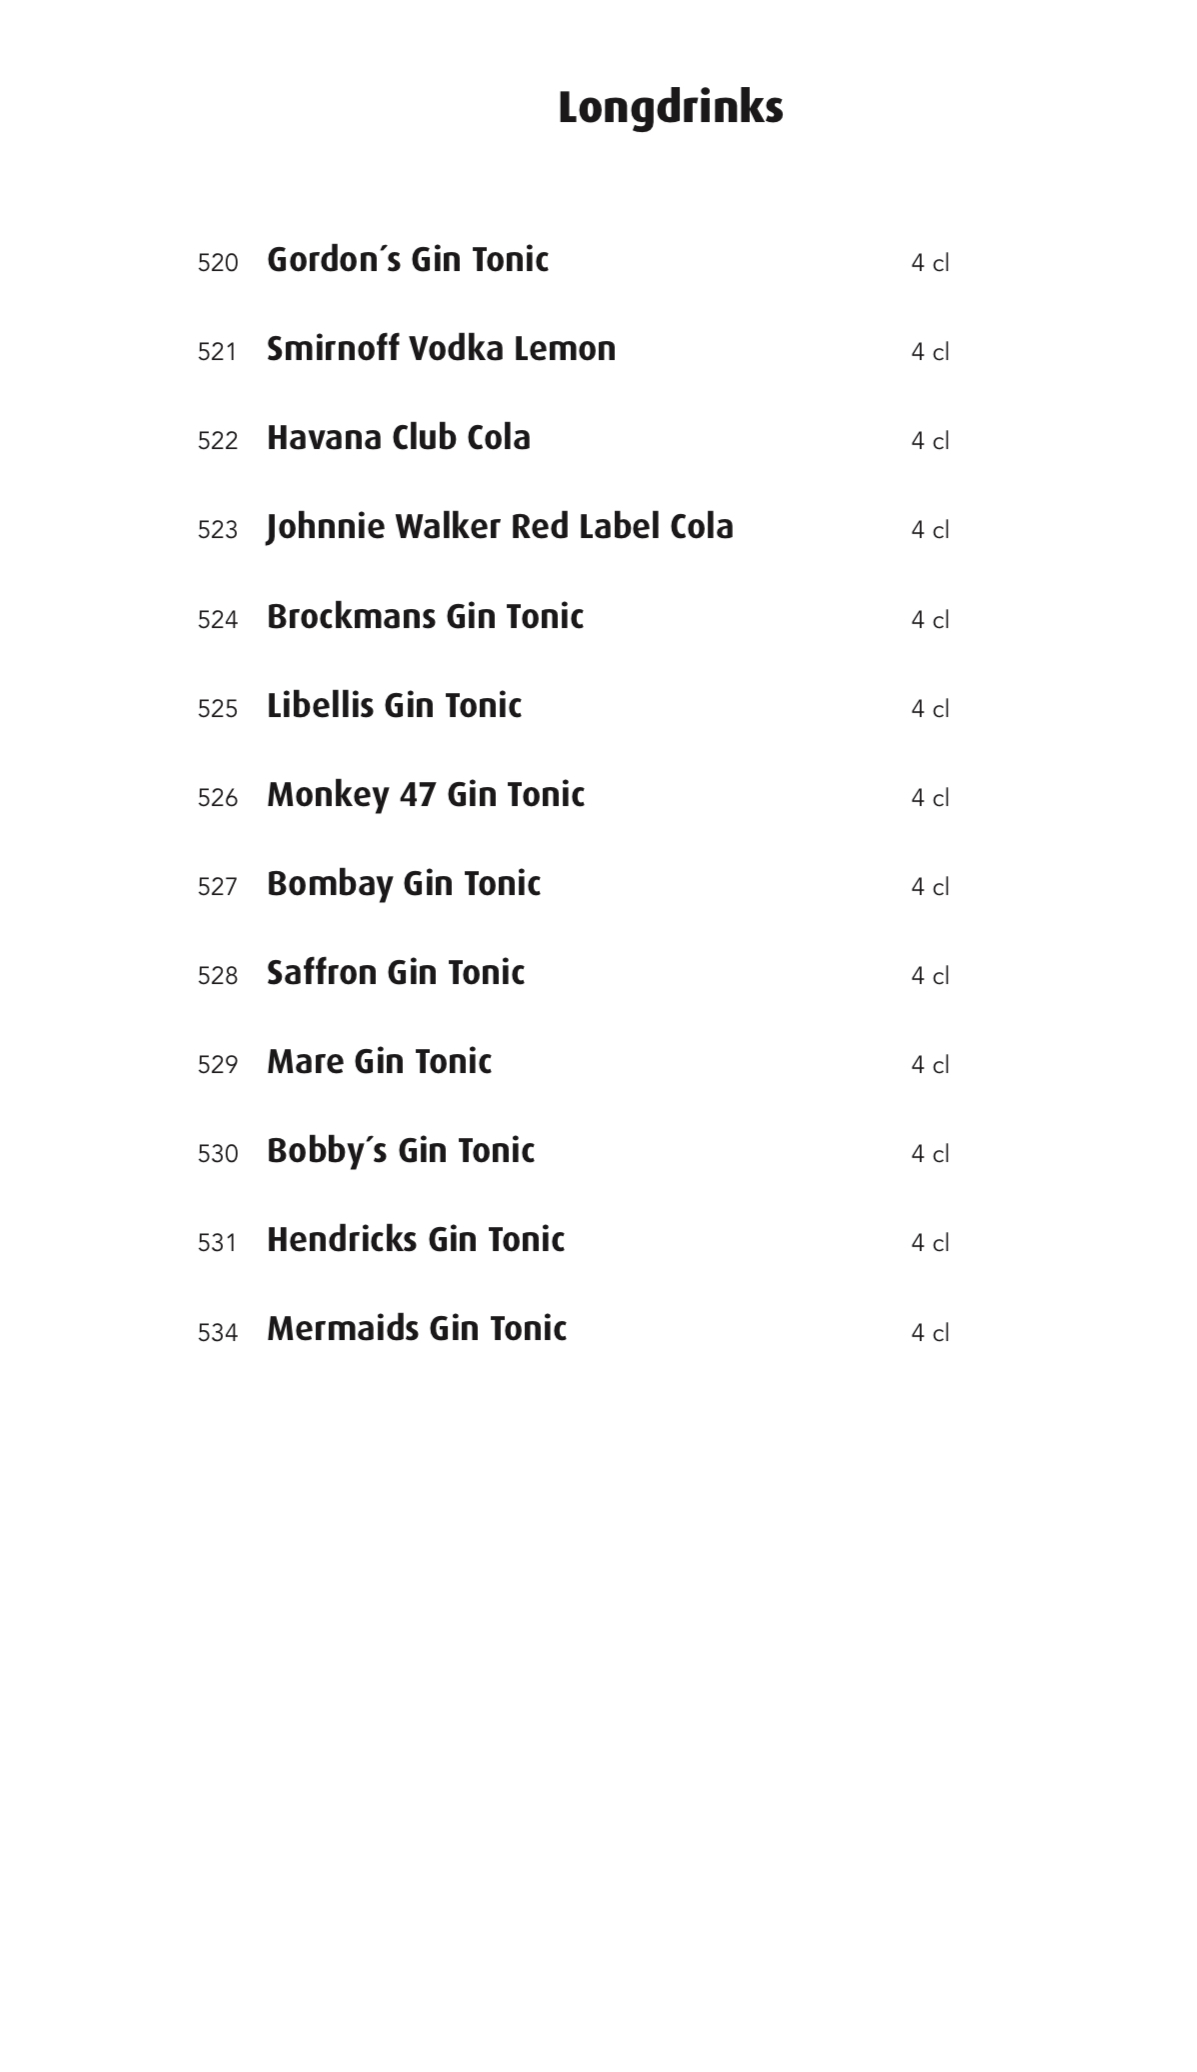 Longdrinks
520 Gordon´s Gin Tonic 4 cl
521 Smirnoff Vodka Lemon 4 cl
522 Havana Club Cola 4 cl
523 Johnnie Walker Red Label Cola 4 cl
524 Brockmans Gin Tonic 4 cl
525 Libellis Gin Tonic 4 cl
526 Monkey 47 Gin Tonic 4 cl
527 Bombay Gin Tonic 4 cl
528 Saffron Gin Tonic 4 cl
529 Mare Gin Tonic 4 cl
530 Bobby´s Gin Tonic 4 cl
531 Hendricks Gin Tonic 4 cl
534 Mermaids Gin Tonic 4 cl